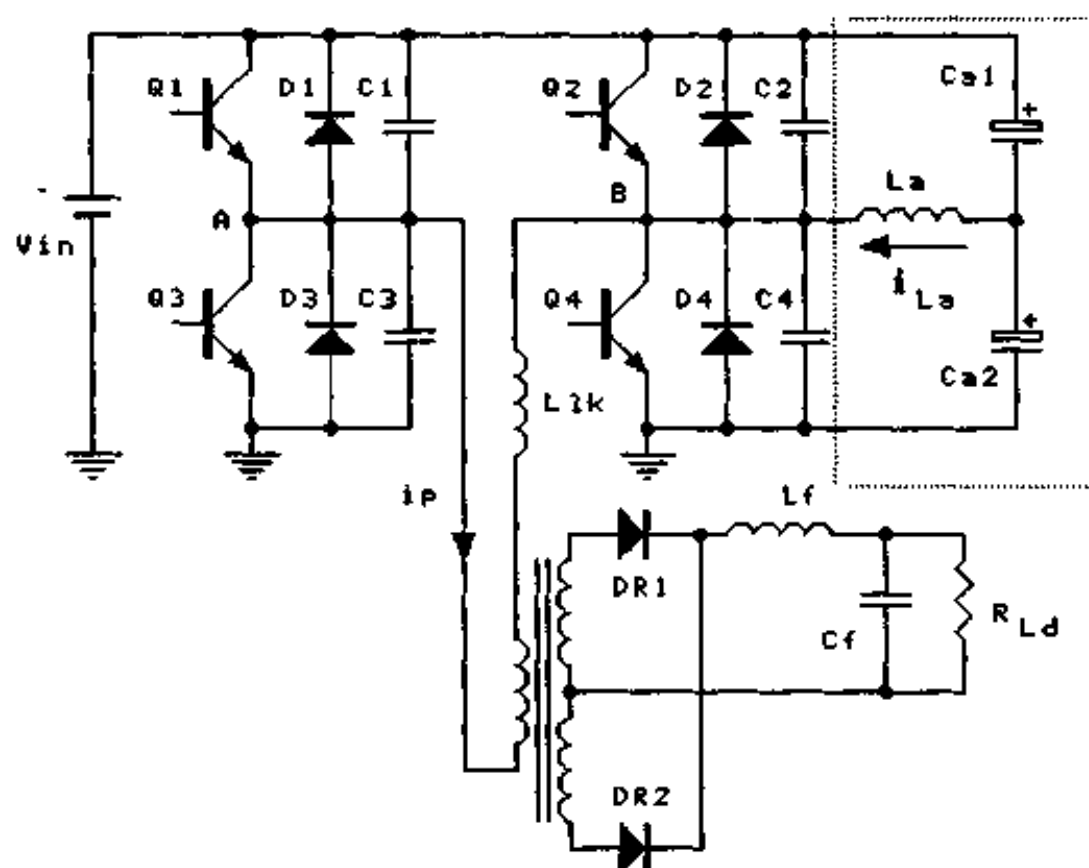 Q1 D1 C1 Q2 D2 C2 Ca1
La
A B
Vin
iLa
Q3 D3 C3 Q4 D4 C4
Ca2
Llk
ip
Lf
DR1
Cf
RLd
DR2